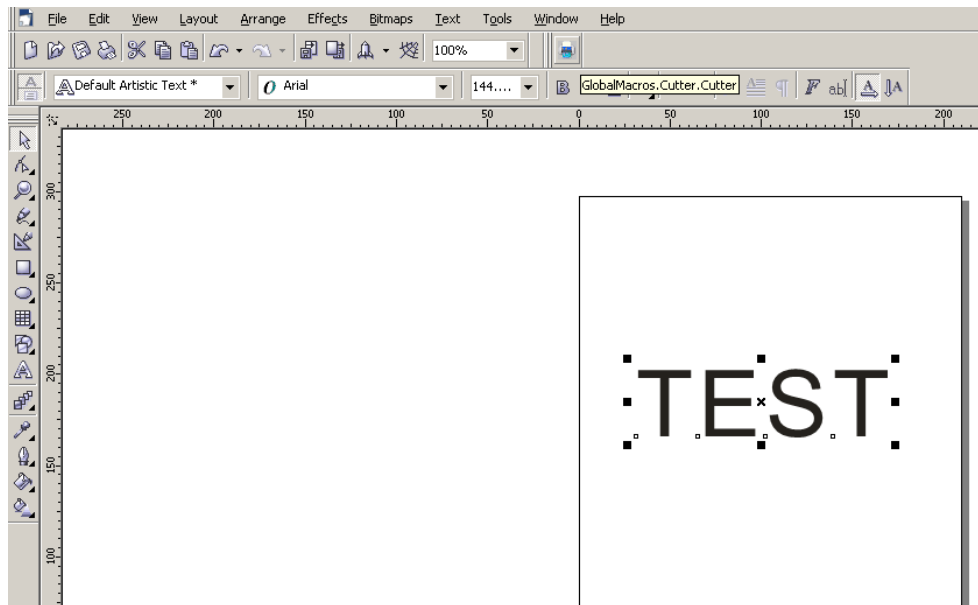 File Edit View Layout Arrange Effects Bitmaps Text Tools Window Help
100%
Default Artistic Text * O Arial 144.... B GlobalMacros.Cutter.Cutter F ab A A
250 200 150 100 50 0 50 100 150 200
300
250
200
TEST
150
100